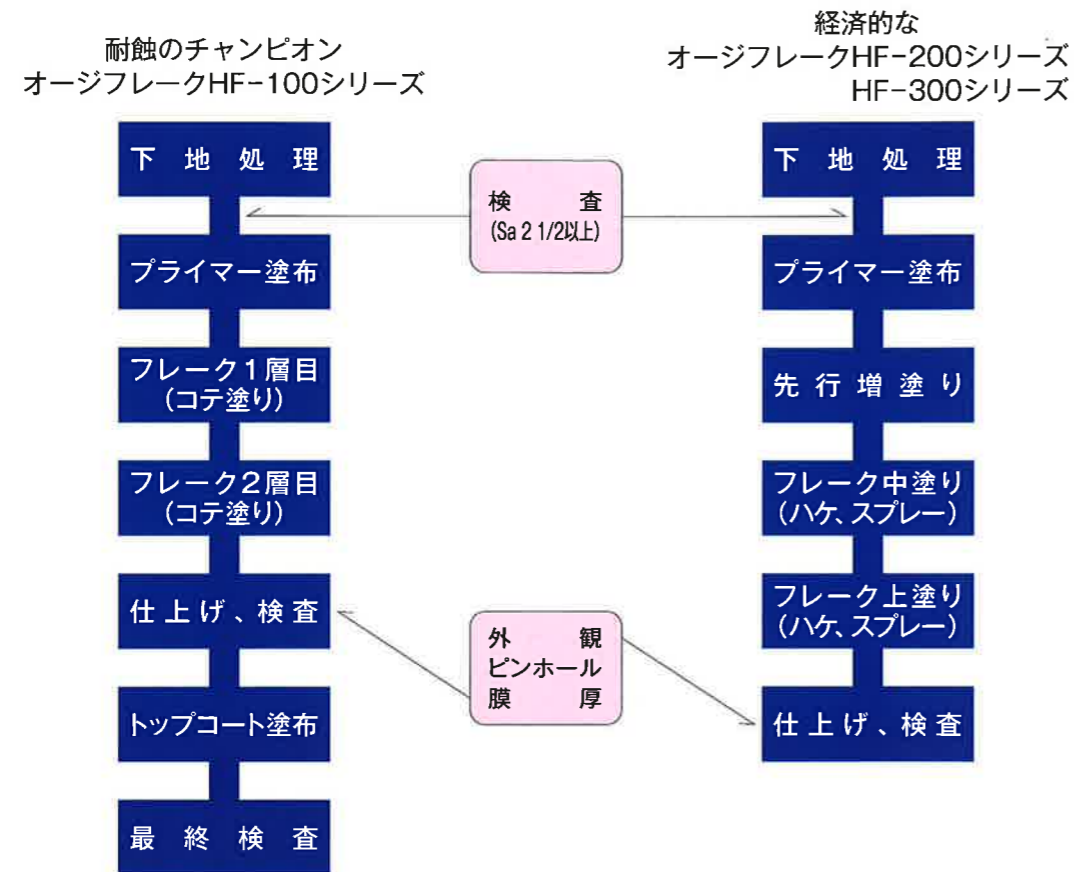 耐蝕のチャンピオン
オージフレークHF-100シリーズ
下地処理
プライマー塗布
フレーク1層目
(コテ塗り)
フレーク2層目
(コテ塗り)
仕上げ、検査
トップコート塗布
最終検査
検査
(Sa 2 1/2以上)
外観
ピンホール
膜厚
経済的な
オージフレークHF-200シリーズ
HF-300シリーズ
下地処理
プライマー塗布
先行増塗り
フレーク中塗り
(ハケ、スプレー)
フレーク上塗り
(ハケ、スプレー)
仕上げ、検査